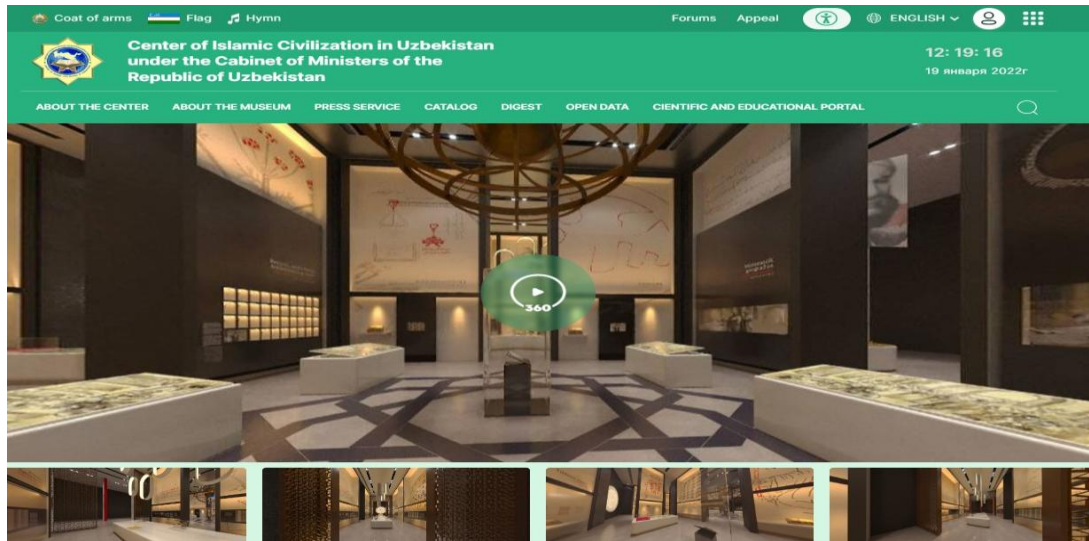 Coat of arms Flag Hymn Forums Appeal ENGLISH
Center of Islamic Civilization in Uzbekistan
under the Cabinet of Ministers of the
Republic of Uzbekistan
12: 19: 16
19 января 2022г
ABOUT THE CENTER ABOUT THE MUSEUM PRESS SERVICE CATALOG DIGEST OPEN DATA CIENTIFIC AND EDUCATIONAL PORTAL
360